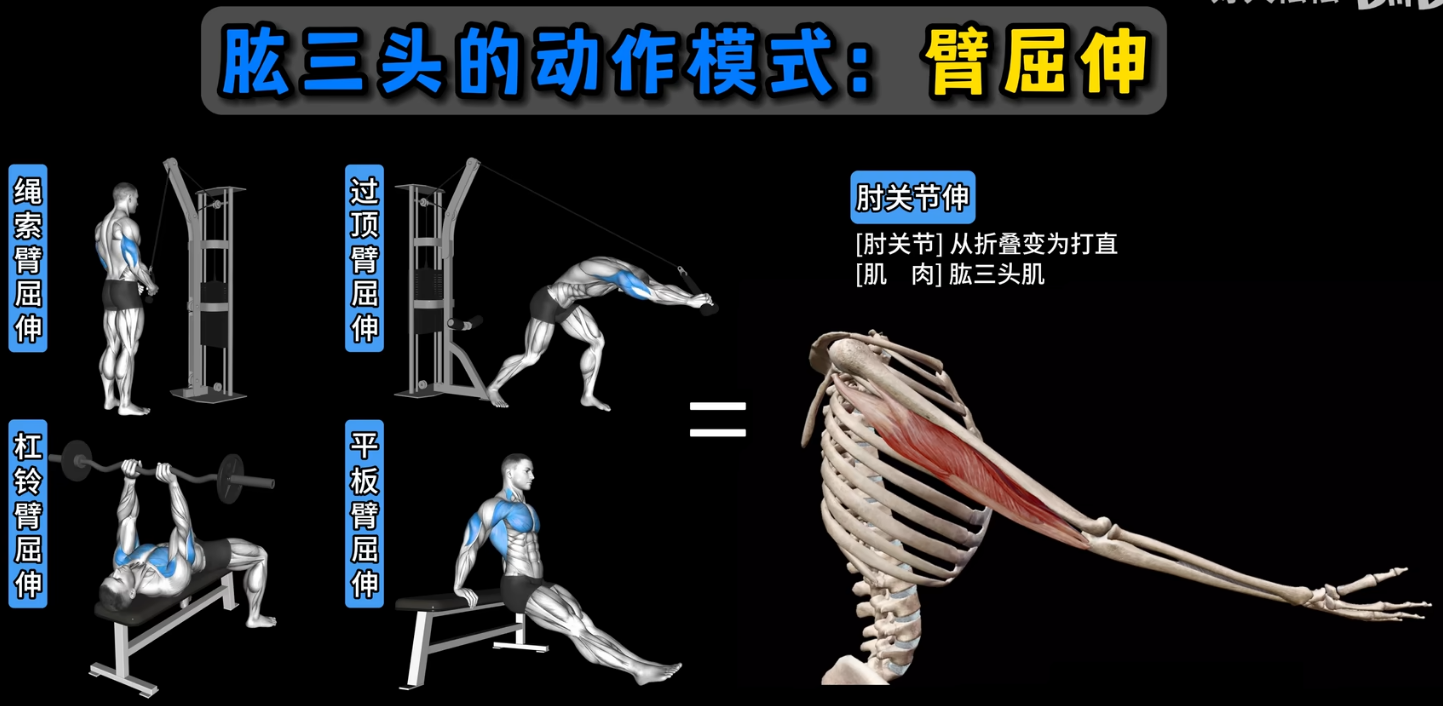 肱三头的动作模式：臂屈伸
绳索臂屈伸
过顶臂屈伸
肘关节伸
[肘关节] 从折叠变为打直
[肌　肉] 肱三头肌
=
杠铃臂屈伸
平板臂屈伸